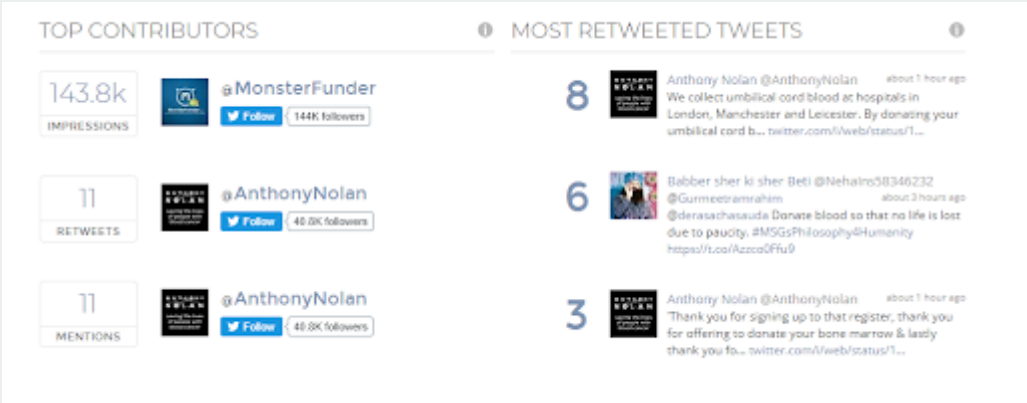 TOP CONTRIBUTORS
143.8k
IMPRESSIONS
@MonsterFunder
Follow
144K followers
11
RETWEETS
@AnthonyNolan
Follow
40.8K followers
11
MENTIONS
@AnthonyNolan
Follow
40.8K followers
MOST RETWEETED TWEETS
8
Anthony Nolan @AnthonyNolan about 1 hour ago
We collect umbilical cord blood at hospitals in
London, Manchester and Leicester. By donating your
umbilical cord b... twitter.com/i/web/status/1...
6
Babber sher ki sher Beti @NehaIns58346232
@Gurmeetramrahim about 3 hours ago
@derasachasauda Donate blood so that no life is lost
due to paucity. #MSGsPhilosophy4Humanity
3
Anthony Nolan @AnthonyNolan about 1 hour ago
'Thank you for signing up to that register, thank you
for offering to donate your bone marrow & lastly
thank you fo... twitter.com/i/web/status/1...